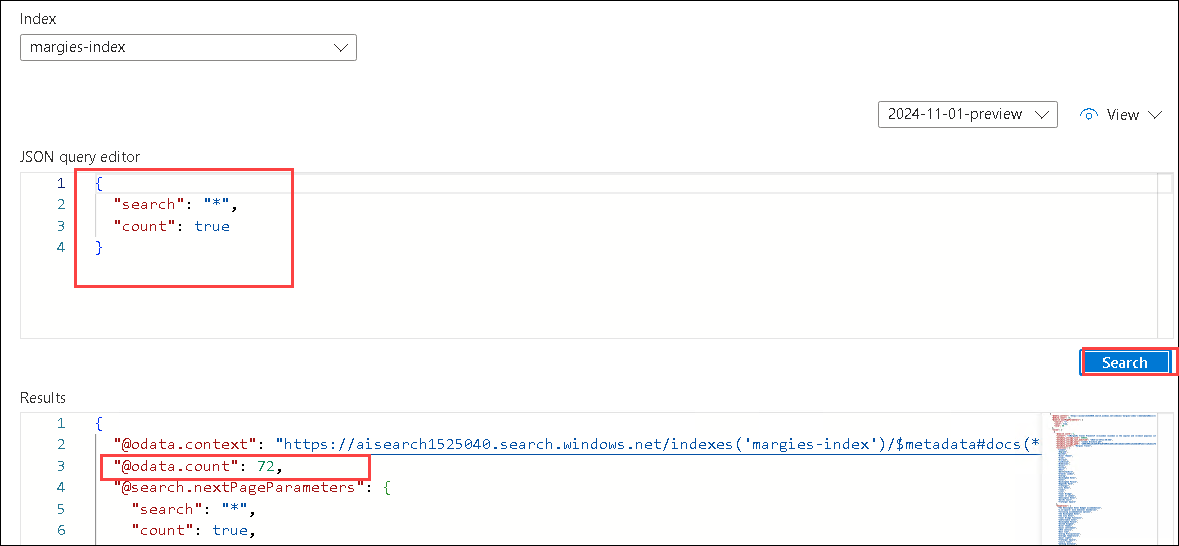 Index
margies-index
2024-11-01-preview View
JSON query editor
1 {
2 "search": "*",
3 "count": true
4 }
Search
Results
1 {
2 "@odata.context": "https://aisearch1525040.search.windows.net/indexes('margies-index')/$metadata#docs(*
3 "@odata.count": 72,
4 "@search.nextPageParameters": {
5 "search": "*",
6 "count": true,